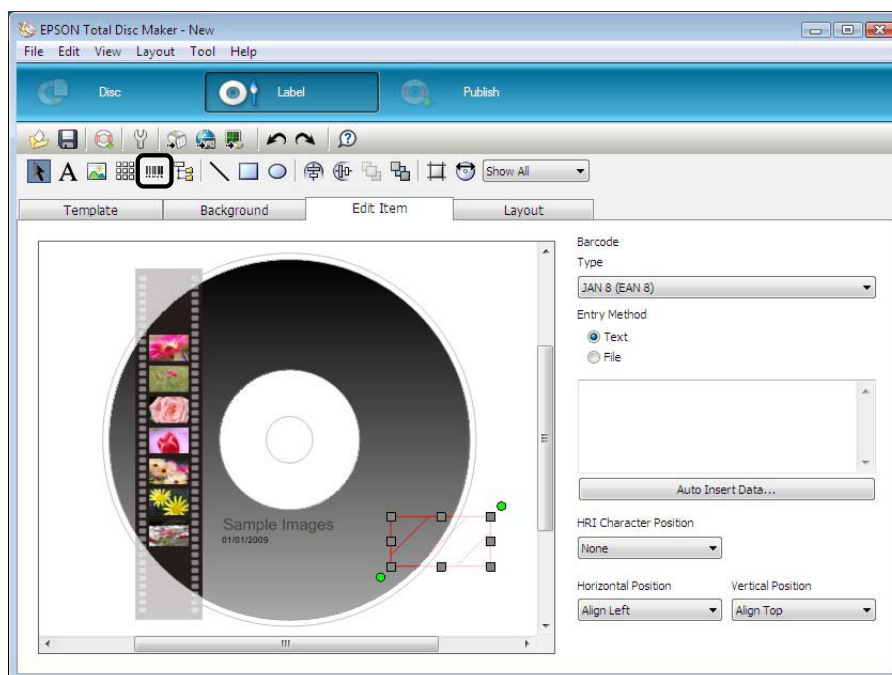 EPSON Total Disc Maker - New
File Edit View Layout Tool Help
Disc Label Publish
A Show All
Template Background Edit Item Layout
Barcode
Type
JAN 8 (EAN 8)
Entry Method
Text
File
Auto Insert Data...
Sample Images
01/01/2009
HRI Character Position
None
Horizontal Position Vertical Position
Align Left Align Top